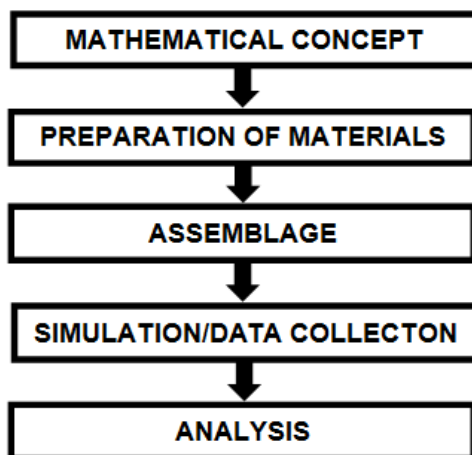 MATHEMATICAL CONCEPT
PREPARATION OF MATERIALS
ASSEMBLAGE
SIMULATION/DATA COLLECTON
ANALYSIS